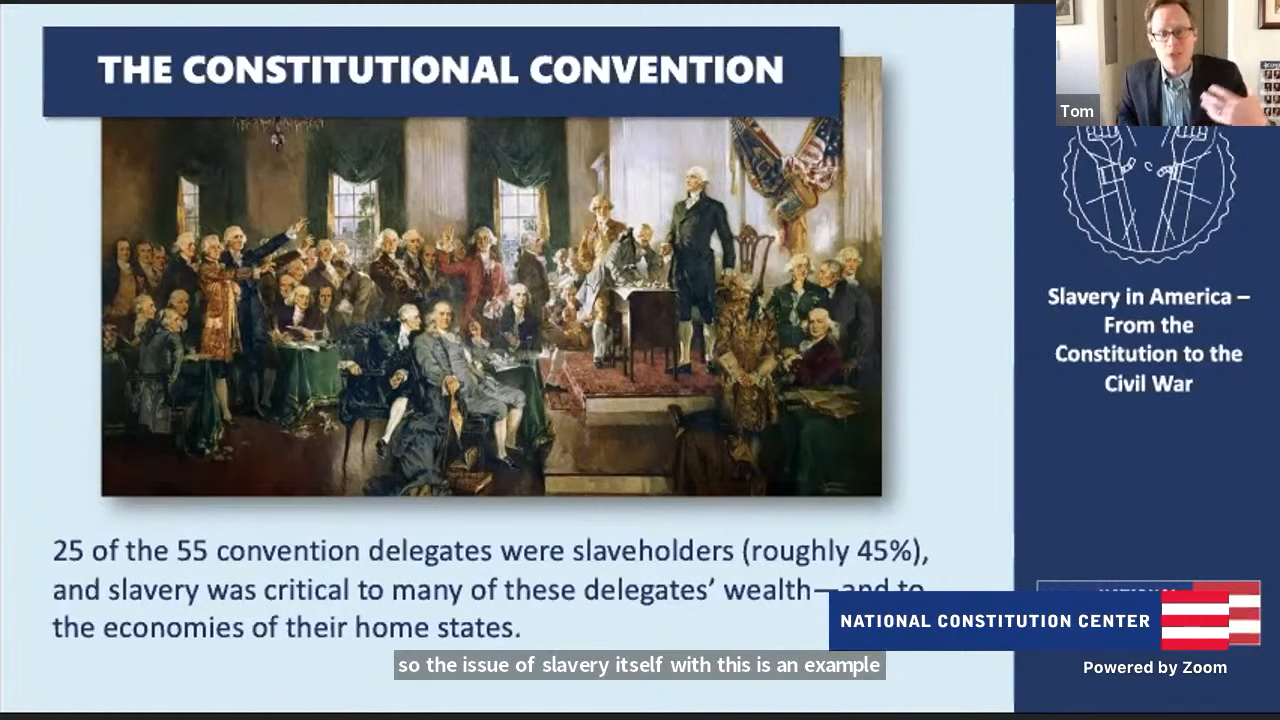 THE CONSTITUTIONAL CONVENTION
Tom
Slavery in America –
From the
Constitution to the
Civil War
25 of the 55 convention delegates were slaveholders (roughly 45%),
and slavery was critical to many of these delegates’ wealth—and to
the economies of their home states.
NATIONAL CONSTITUTION CENTER
so the issue of slavery itself with this is an example
Powered by Zoom